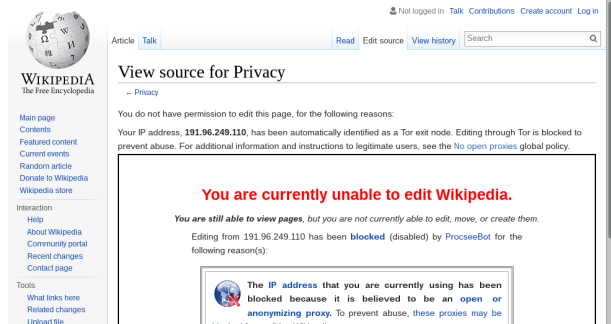 Not logged in Talk Contributions Create account Log in
Article Talk Read Edit source View history Search
WIKIPEDIA
The Free Encyclopedia
Main page
Contents
Featured content
Current events
Random article
Donate to Wikipedia
Wikipedia store
Interaction
Help
About Wikipedia
Community portal
Recent changes
Contact page
Tools
What links here
Related changes
Upload file
View source for Privacy
← Privacy
You do not have permission to edit this page, for the following reasons:
Your IP address, 191.96.249.110, has been automatically identified as a Tor exit node. Editing through Tor is blocked to
prevent abuse. For additional information and instructions to legitimate users, see the No open proxies global policy.
You are currently unable to edit Wikipedia.
You are still able to view pages, but you are not currently able to edit, move, or create them.
Editing from 191.96.249.110 has been blocked (disabled) by ProcseeBot for the
following reason(s):
The IP address that you are currently using has been
blocked because it is believed to be an open or
anonymizing proxy. To prevent abuse, these proxies may be